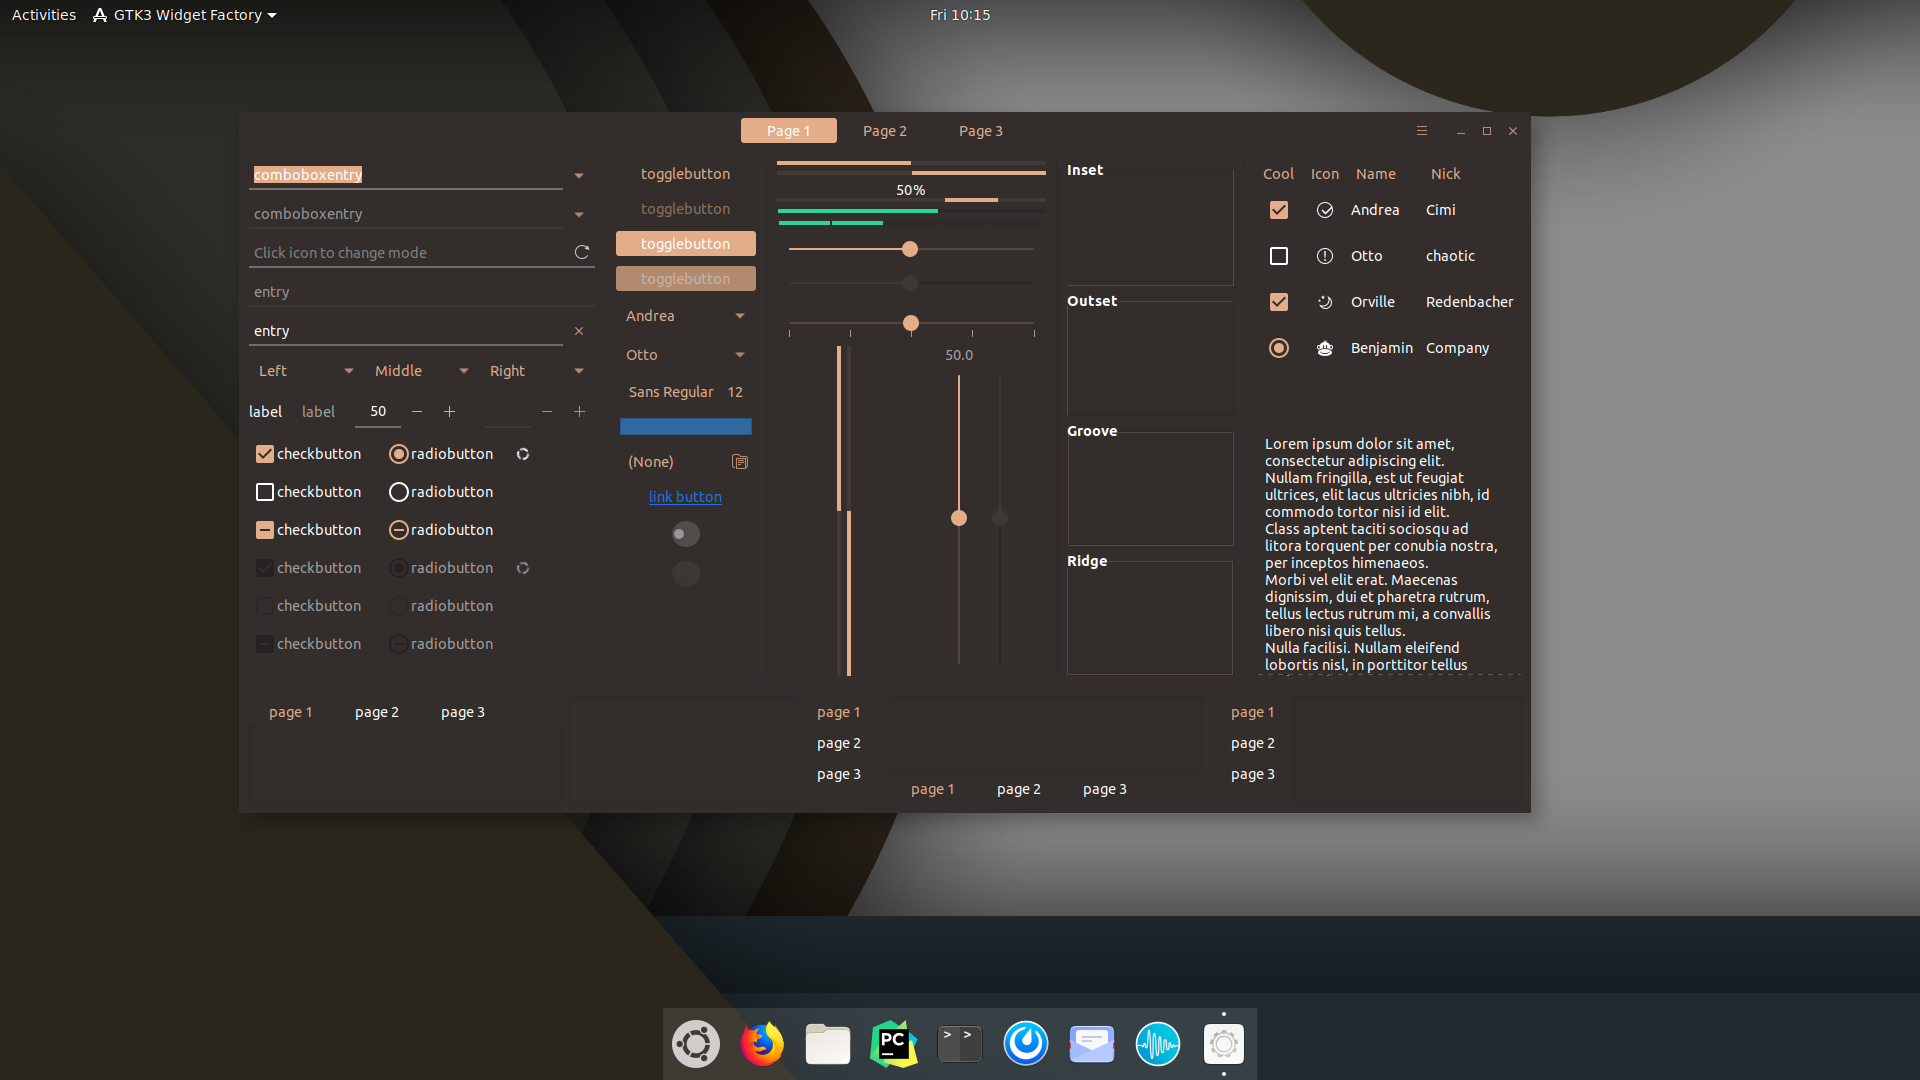 Activities
GTK3 Widget Factory
Fri 10:15
Page 1
Page 2
Page 3
comboboxentry
comboboxentry
Click icon to change mode
entry
entry
Left
Middle
Right
label
label
50
checkbutton
radiobutton
checkbutton
radiobutton
checkbutton
radiobutton
checkbutton
radiobutton
checkbutton
radiobutton
checkbutton
radiobutton
togglebutton
togglebutton
togglebutton
togglebutton
Andrea
Otto
Sans Regular 12
(None)
link button
50%
50.0
Inset
Outset
Groove
Ridge
Cool Icon Name Nick
Andrea Cimi
Otto chaotic
Orville Redenbacher
Benjamin Company
Lorem ipsum dolor sit amet,
consectetur adipiscing elit.
Nullam fringilla, est ut feugiat
ultrices, elit lacus ultricies nibh, id
commodo tortor nisi id elit.
Class aptent taciti sociosqu ad
litora torquent per conubia nostra,
per inceptos himenaeos.
Morbi vel elit erat. Maecenas
dignissim, dui et pharetra rutrum,
tellus lectus rutrum mi, a convallis
libero nisi quis tellus.
Nulla facilisi. Nullam eleifend
lobortis nisl, in porttitor tellus
page 1
page 2
page 3
page 1
page 2
page 3
page 1
page 2
page 3
page 1
page 2
page 3
PC
> >